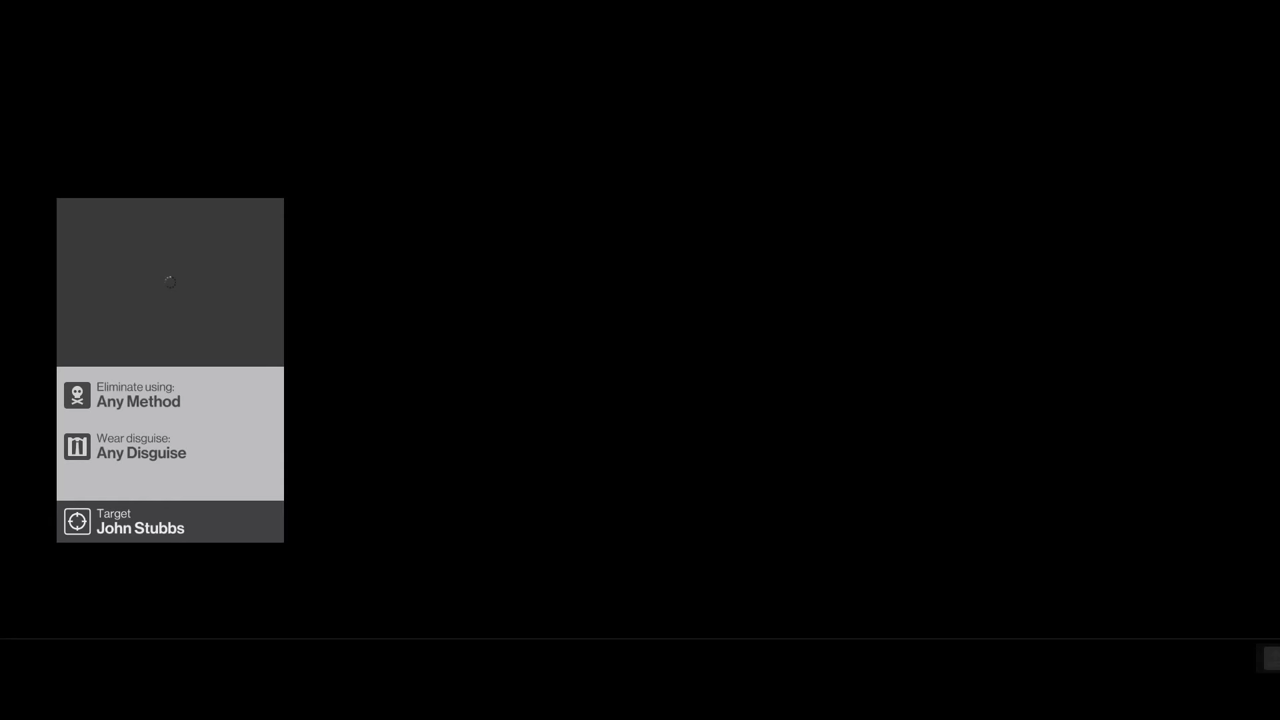 Eliminate using:
Any Method
Wear disguise:
Any Disguise
Target
John Stubbs